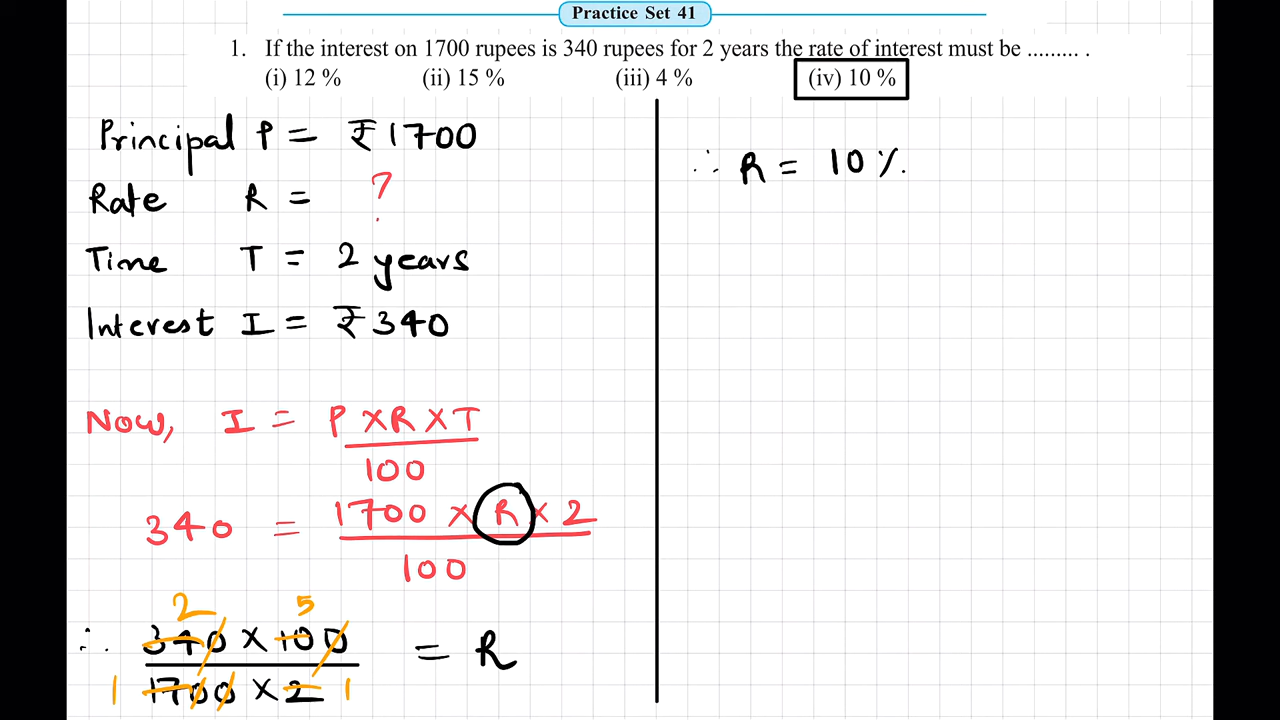 Practice Set 41
1. If the interest on 1700 rupees is 340 rupees for 2 years the rate of interest must be ......... .
(i) 12 % (ii) 15 % (iii) 4 % (iv) 10 %
Principal P = ₹1700
Rate R = ?
Time T = 2 years
Interest I = ₹340
Now, I = P × R × T
100
340 = 1700 × R × 2
100
2 5
∴ 340 × 100 = R
1 1700 × 2 1
∴ R = 10 %.